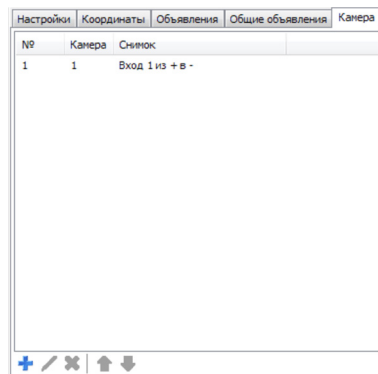 Настройки Координаты Объявления Общие объявления Камера
№ Камера Снимок
1 1 Вход 1 из + в -